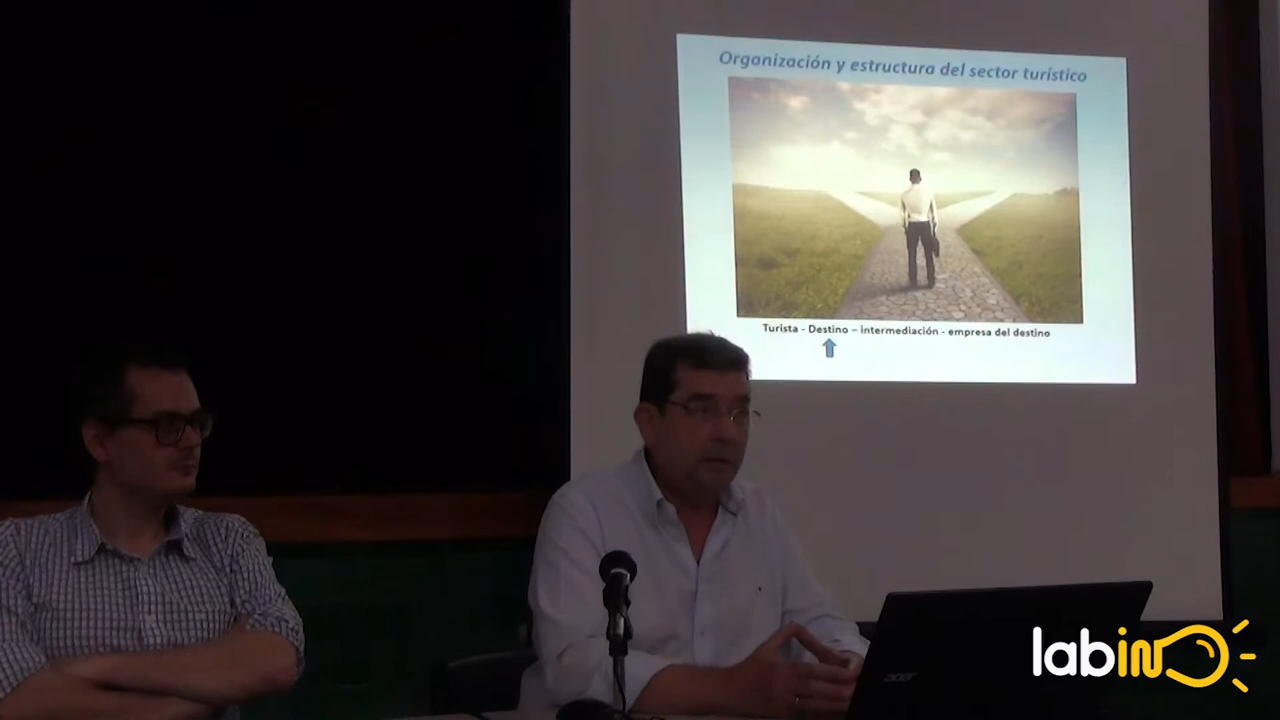 Organización y estructura del sector turístico
Turista - Destino – intermediación - empresa del destino
acer
labin